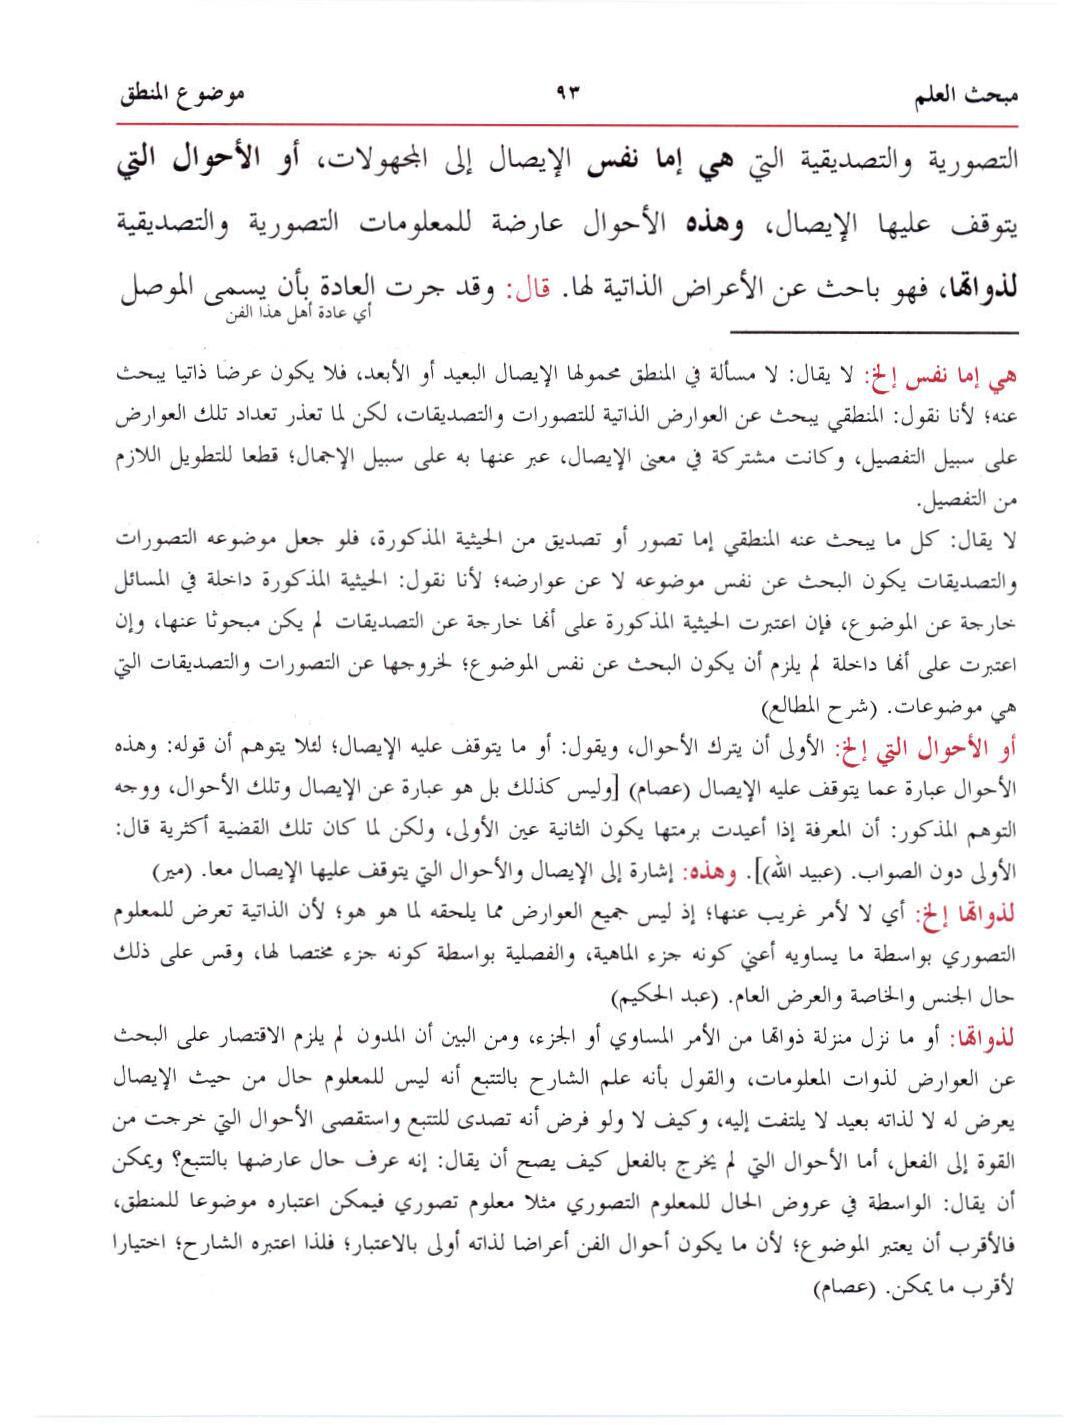 مبحث العلم ٩٣ موضوع المنطق
التصورية والتصديقية التي هي إما نفس الإيصال إلى المجهولات، أو الأحوال التي
يتوقف عليها الإيصال، وهذه الأحوال عارضة للمعلومات التصورية والتصديقية
لذواتها، فهو باحث عن الأعراض الذاتية لها. قال: وقد جرت العادة بأن يسمى الموصل
أي عادة أهل هذا الفن
هي إما نفس إلخ: لا يقال: لا مسألة في المنطق محمولها الإيصال البعيد أو الأبعد، فلا يكون عرضا ذاتيا يبحث
عنه؛ لأنا نقول: المنطقي يبحث عن العوارض الذاتية للتصورات والتصديقات، لكن لما تعذر تعداد تلك العوارض
على سبيل التفصيل، وكانت مشتركة في معنى الإيصال، عبر عنها به على سبيل الإجمال؛ قطعا للتطويل اللازم
من التفصيل.
لا يقال: كل ما يبحث عنه المنطقي إما تصور أو تصديق من الحيثية المذكورة، فلو جعل موضوعه التصورات
والتصديقات يكون البحث عن نفس موضوعه لا عن عوارضه؛ لأنا نقول: الحيثية المذكورة داخلة في المسائل
خارجة عن الموضوع، فإن اعتبرت الحيثية المذكورة على أنها خارجة عن التصديقات لم يكن مبحوثا عنها، وإن
اعتبرت على أنها داخلة لم يلزم أن يكون البحث عن نفس الموضوع؛ لخروجها عن التصورات والتصديقات التي
هي موضوعات. (شرح المطالع)
أو الأحوال التي إلخ: الأولى أن يترك الأحوال، ويقول: أو ما يتوقف عليه الإيصال؛ لئلا يتوهم أن قوله: وهذه
الأحوال عبارة عما يتوقف عليه الإيصال (عصام) [وليس كذلك بل هو عبارة عن الإيصال وتلك الأحوال، ووجه
التوهم المذكور: أن المعرفة إذا أعيدت برمتها يكون الثانية عين الأولى، ولكن لما كان تلك القضية أكثرية قال:
الأولى دون الصواب. (عبيد الله)]. وهذه: إشارة إلى الإيصال والأحوال التي يتوقف عليها الإيصال معا. (مير)
لذواتها إلخ: أي لا لأمر غريب عنها؛ إذ ليس جميع العوارض مما يلحقه لما هو هو؛ لأن الذاتية تعرض للمعلوم
التصوري بواسطة ما يساويه أعني كونه جزء الماهية، والفصلية بواسطة كونه جزء مختصا لها، وقس على ذلك
حال الجنس والخاصة والعرض العام. (عبد الحكيم)
لذواتها: أو ما نزل منزلة ذواتها من الأمر المساوي أو الجزء، ومن البين أن المدون لم يلزم الاقتصار على البحث
عن العوارض لذوات المعلومات، والقول بأنه علم الشارح بالتتبع أنه ليس للمعلوم حال من حيث الإيصال
يعرض له لا لذاته بعيد لا يلتفت إليه، وكيف لا ولو فرض أنه تصدى للتتبع واستقصى الأحوال التي خرجت من
القوة إلى الفعل، أما الأحوال التي لم يخرج بالفعل كيف يصح أن يقال: إنه عرف حال عارضها بالتتبع؟ ويمكن
أن يقال: الواسطة في عروض الحال للمعلوم التصوري مثلا معلوم تصوري فيمكن اعتباره موضوعا للمنطق،
فالأقرب أن يعتبر الموضوع؛ لأن ما يكون أحوال الفن أعراضا لذاته أولى بالاعتبار؛ فلذا اعتبره الشارح؛ اختيارا
لأقرب ما يمكن. (عصام)